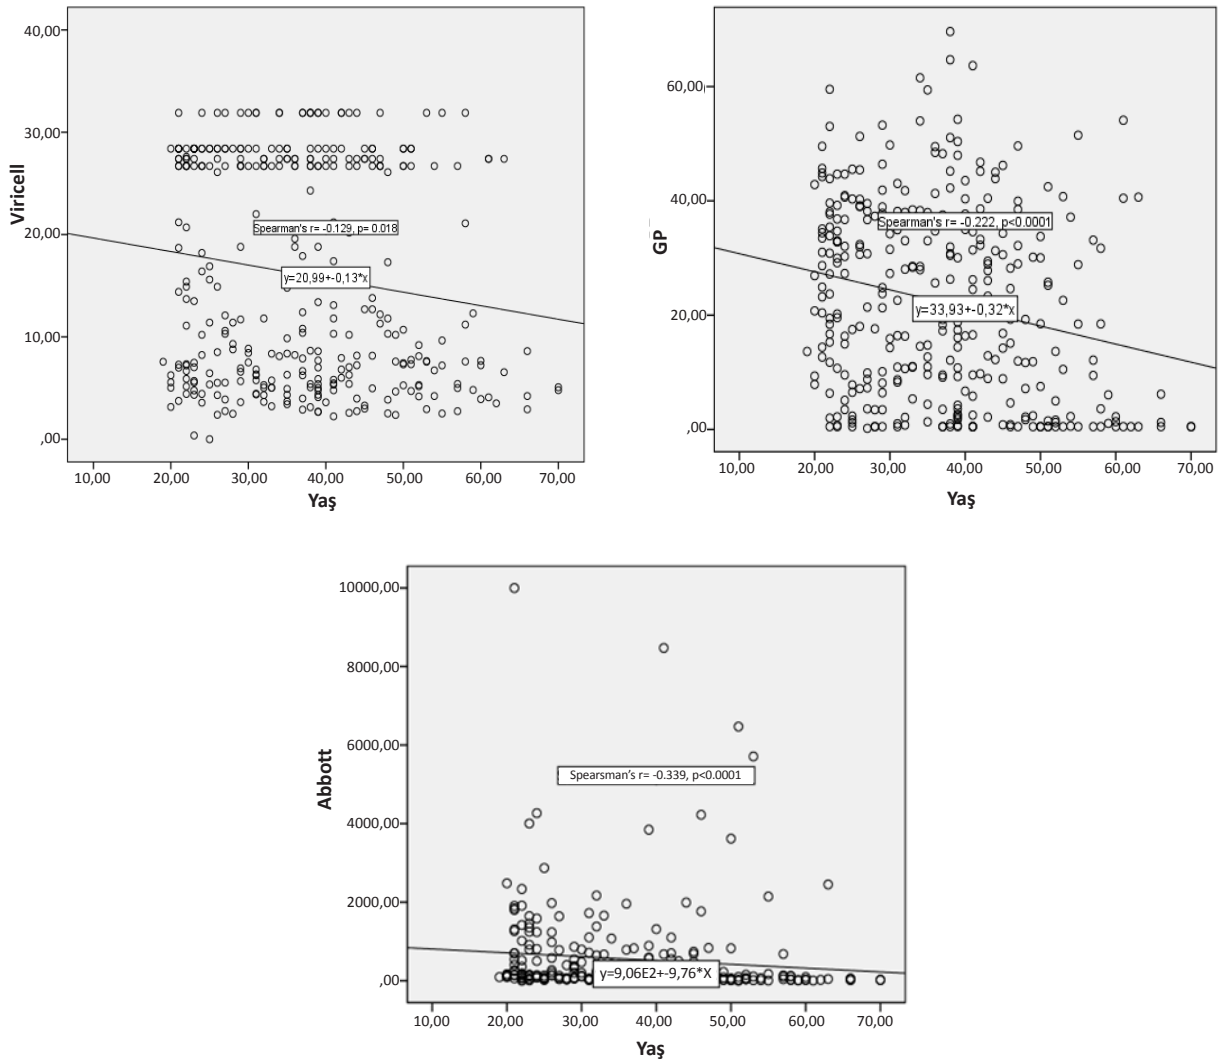 40,00
30,00
20,00
10,00
,00
Viricell
Spearman's r= -0.129, p= 0.018
y=20,99+-0,13*x
10,00 20,00 30,00 40,00 50,00 60,00 70,00
Yaş
60,00
40,00
20,00
,00
GP
Spearman's r= -0.222, p<0.0001
y=33,93+-0,32*x
10,00 20,00 30,00 40,00 50,00 60,00 70,00
Yaş
10000,00
8000,00
6000,00
4000,00
2000,00
,00
Abbott
Spearsman's r= -0.339, p<0.0001
y=9,06E2+-9,76*X
10,00 20,00 30,00 40,00 50,00 60,00 70,00
Yaş